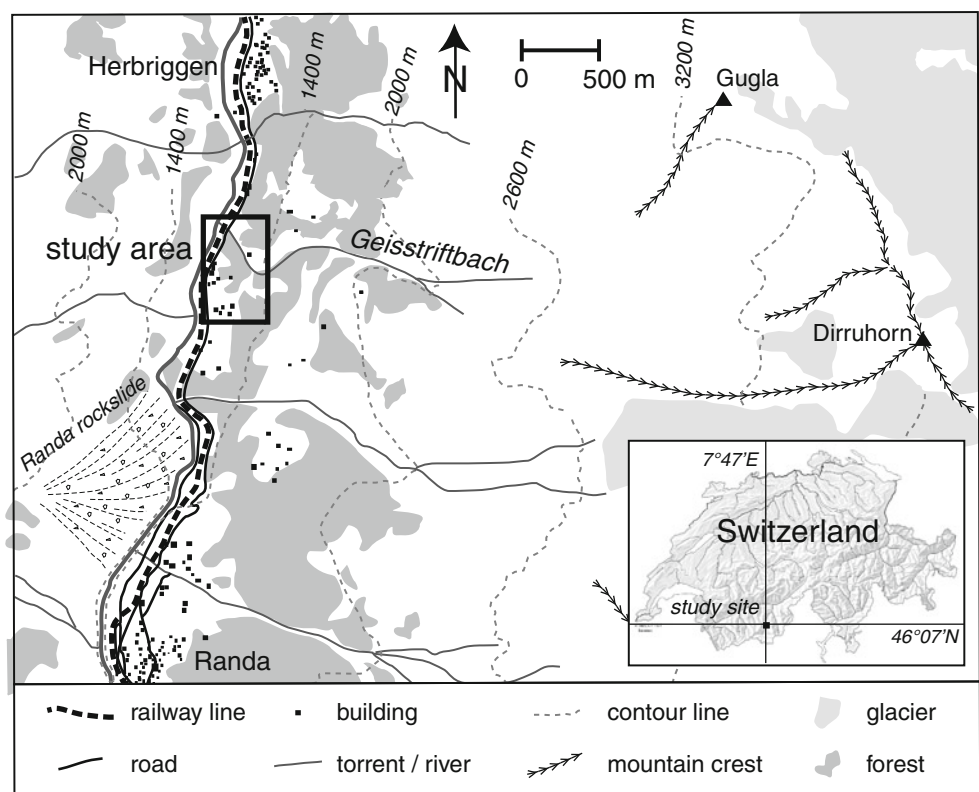 Herbriggen
1400 m
2000 m
N
0 500 m
3200 m
Gugla
2000 m
1400 m
2600 m
study area
Geisstriftbach
Dirruhorn
Randa rockslide
7°47'E
Switzerland
study site
46°07'N
Randa
railway line
building
contour line
glacier
road
torrent / river
mountain crest
forest